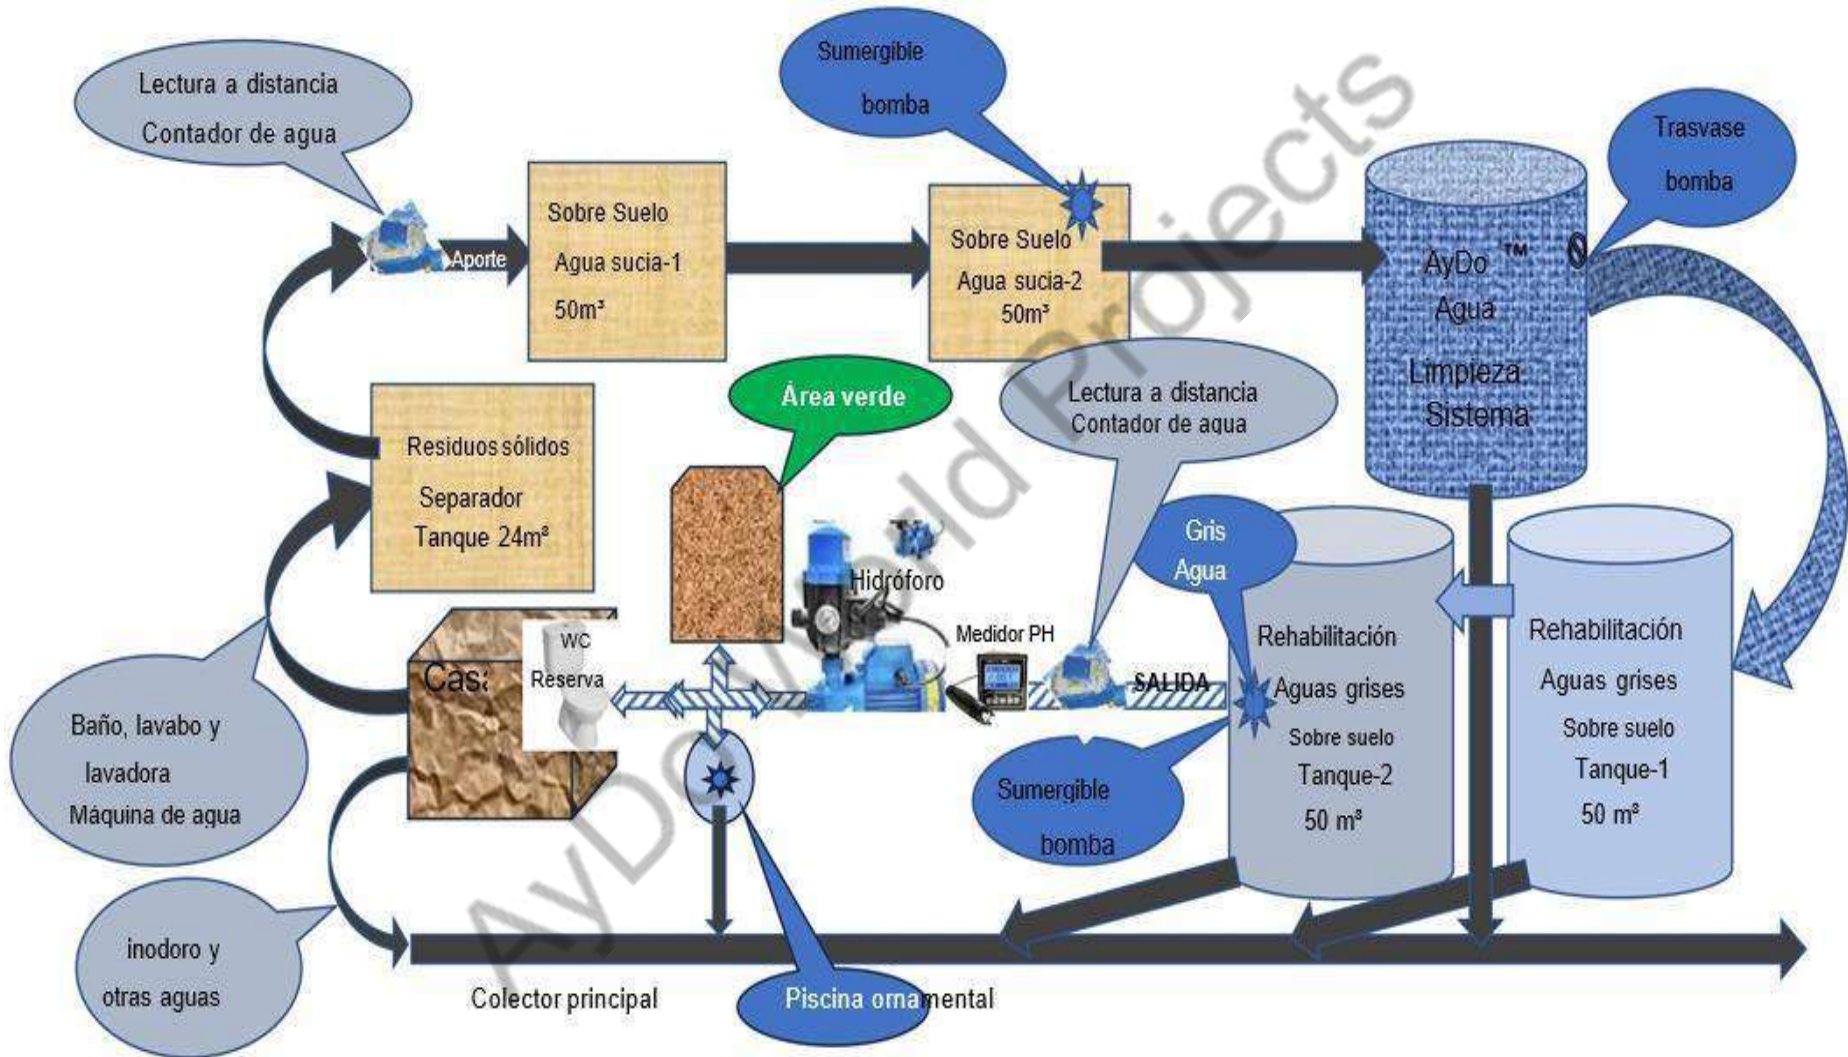 Lectura a distancia
Contador de agua
Sumergible
bomba
Trasvase
bomba
Aporte
Sobre Suelo
Agua sucia-1
50m³
Sobre Suelo
Agua sucia-2
50m³
AyDo ™
Agua
Limpieza
Sistema
Residuos sólidos
Separador
Tanque 24m³
Área verde
Lectura a distancia
Contador de agua
Gris
Agua
Hidróforo
Medidor PH
SALIDA
Casa
WC
Reserva
Rehabilitación
Aguas grises
Sobre suelo
Tanque-2
50 m³
Rehabilitación
Aguas grises
Sobre suelo
Tanque-1
50 m³
Baño, lavabo y
lavadora
Máquina de agua
Sumergible
bomba
inodoro y
otras aguas
Colector principal
Piscina ornamental
AyDo World Projects